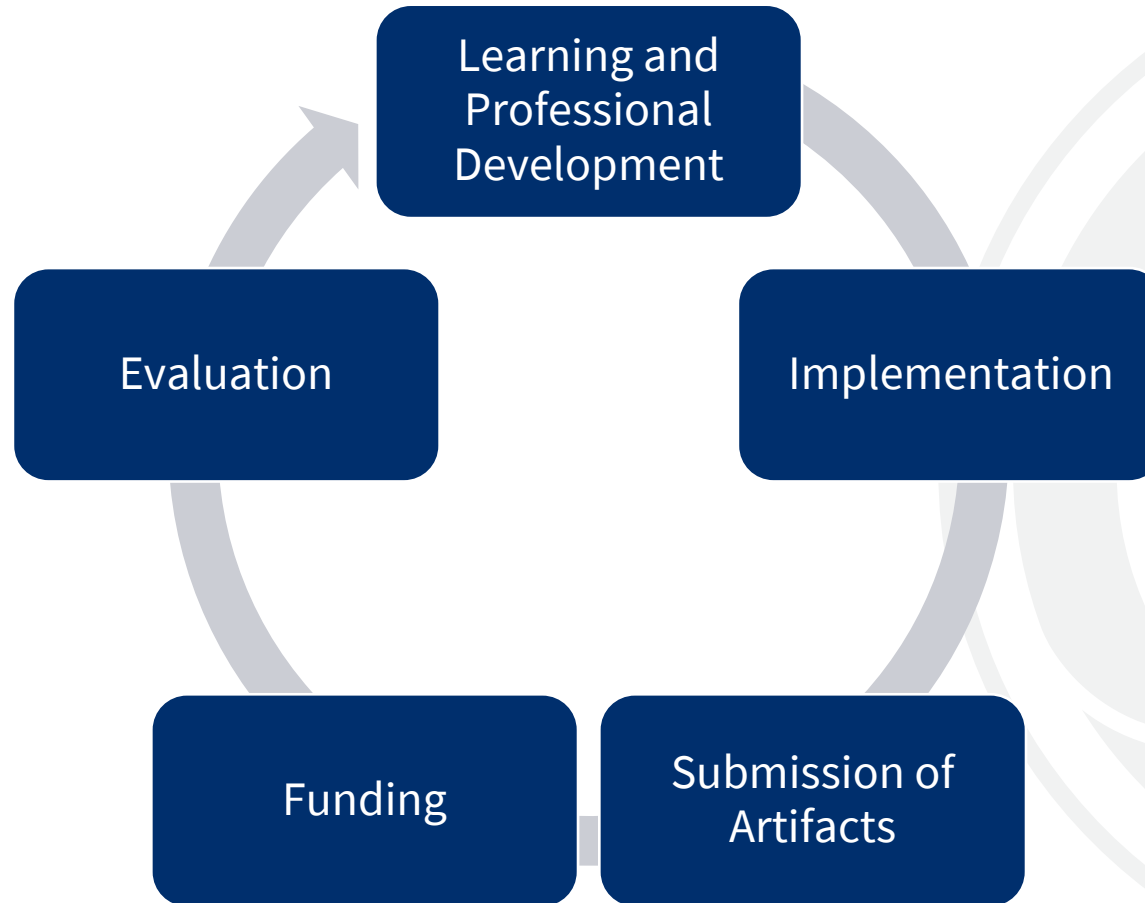 Learning and
Professional
Development
Evaluation
Implementation
Funding
Submission of
Artifacts